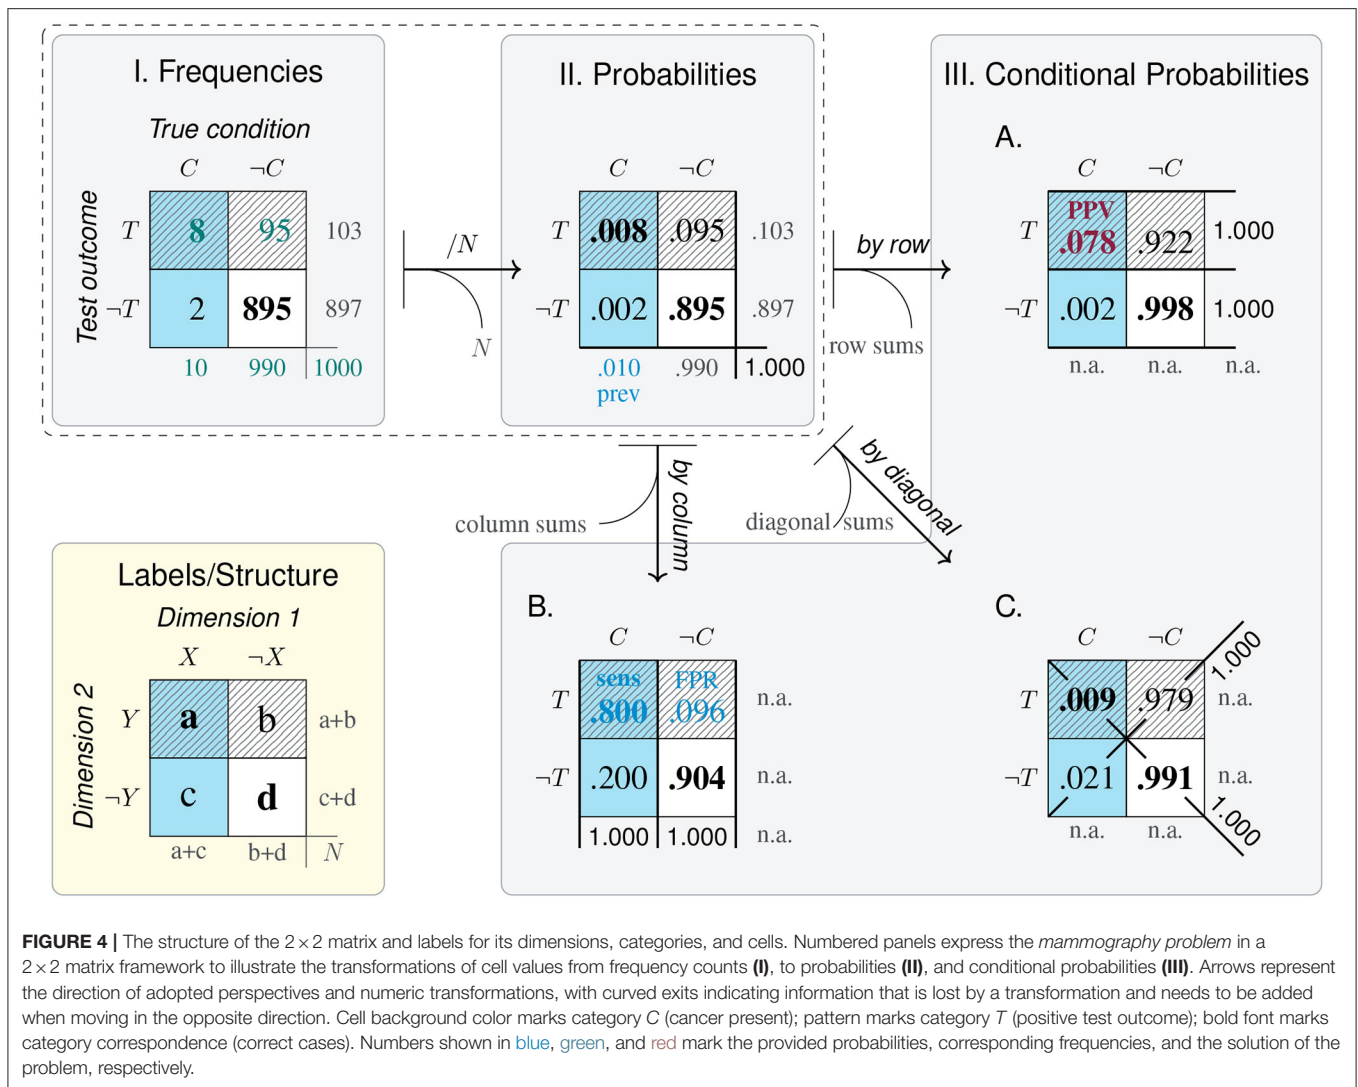 I. Frequencies
True condition
C ¬C
Test outcome
T 8 95 103
¬T 2 895 897
10 990 1000
/N
N
II. Probabilities
C ¬C
T .008 .095 .103
¬T .002 .895 .897
.010 .990 1.000
prev
by row
row sums
III. Conditional Probabilities
A.
C ¬C
PPV
T .078 .922 1.000
¬T .002 .998 1.000
n.a. n.a. n.a.
by column
column sums
by diagonal
diagonal sums
Labels/Structure
Dimension 1
X ¬X
Dimension 2
Y a b a+b
¬Y c d c+d
a+c b+d N
B.
C ¬C
sens FPR
T .800 .096 n.a.
¬T .200 .904 n.a.
1.000 1.000 n.a.
C.
C ¬C
1.000
T .009 .979 n.a.
¬T .021 .991 n.a.
n.a. n.a. 1.000
FIGURE 4 | The structure of the 2×2 matrix and labels for its dimensions, categories, and cells. Numbered panels express the mammography problem in a
2×2 matrix framework to illustrate the transformations of cell values from frequency counts (I), to probabilities (II), and conditional probabilities (III). Arrows represent
the direction of adopted perspectives and numeric transformations, with curved exits indicating information that is lost by a transformation and needs to be added
when moving in the opposite direction. Cell background color marks category C (cancer present); pattern marks category T (positive test outcome); bold font marks
category correspondence (correct cases). Numbers shown in blue, green, and red mark the provided probabilities, corresponding frequencies, and the solution of the
problem, respectively.